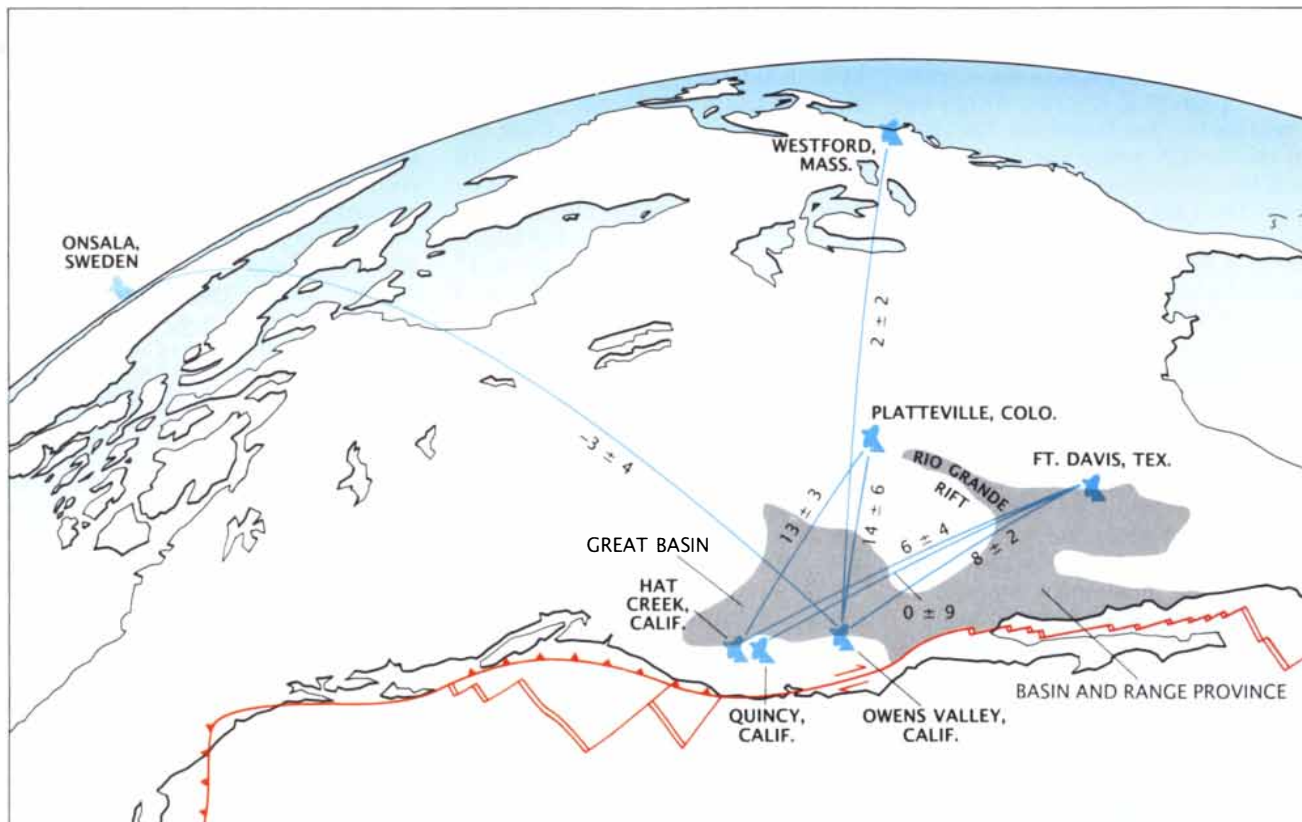 WESTFORD,
MASS.
ONSALA,
SWEDEN
2 ± 2
PLATTEVILLE, COLO.
-3 ± 4
RIO GRANDE
RIFT
FT. DAVIS, TEX.
13 ± 3
14 ± 6
6 ± 4
8 ± 2
GREAT BASIN
HAT
CREEK,
CALIF.
0 ± 9
BASIN AND RANGE PROVINCE
QUINCY,
CALIF.
OWENS VALLEY,
CALIF.